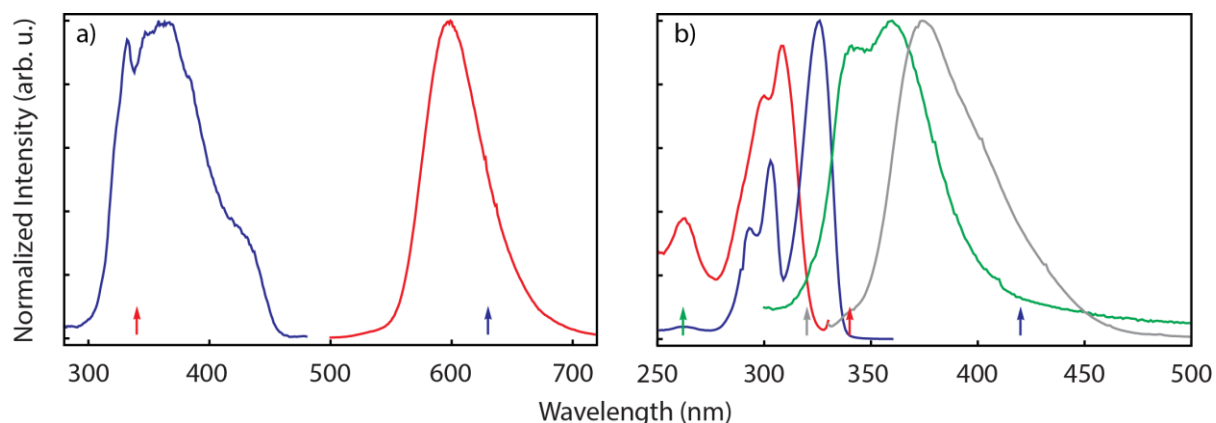 Normalized Intensity (arb. u.)
a)
b)
300 400 500 600 700
250 300 350 400 450 500
Wavelength (nm)